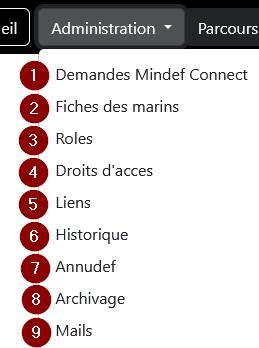 eil Administration Parcours
1 Demandes Mindef Connect
2 Fiches des marins
3 Roles
4 Droits d'acces
5 Liens
6 Historique
7 Annudef
8 Archivage
9 Mails